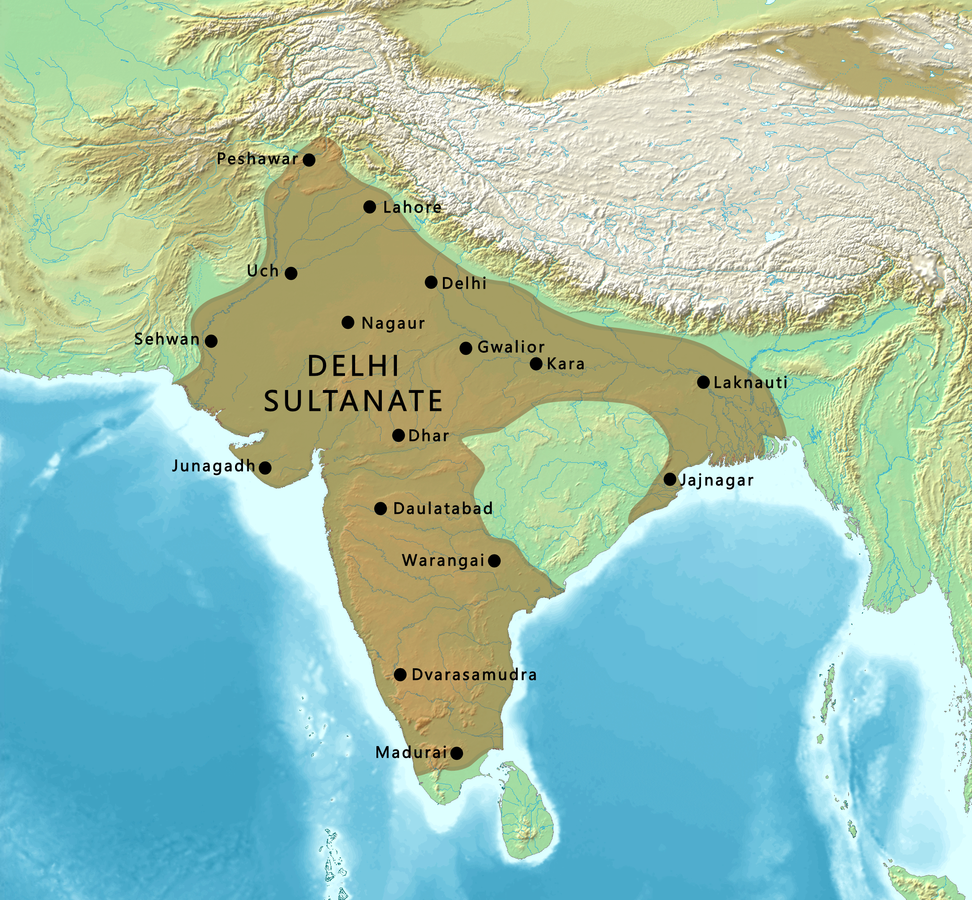 Peshawar
Lahore
Uch
Delhi
Nagaur
Sehwan
Gwalior
Kara
DELHI
SULTANATE
Laknauti
Dhar
Junagadh
Jajnagar
Daulatabad
Warangai
Dvarasamudra
Madurai